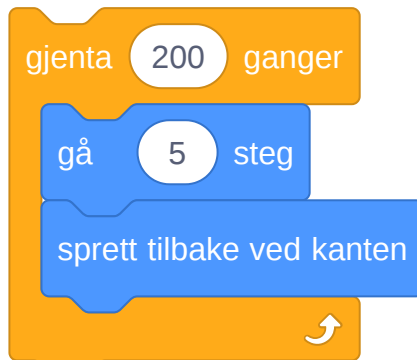 gjenta 200 ganger
gå 5 steg
sprett tilbake ved kanten